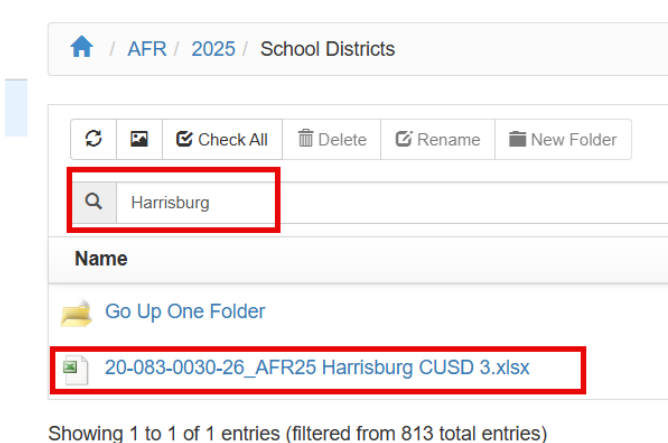 / AFR / 2025 / School Districts
Check All Delete Rename New Folder
Harrisburg
Name
Go Up One Folder
20-083-0030-26_AFR25 Harrisburg CUSD 3.xlsx
Showing 1 to 1 of 1 entries (filtered from 813 total entries)